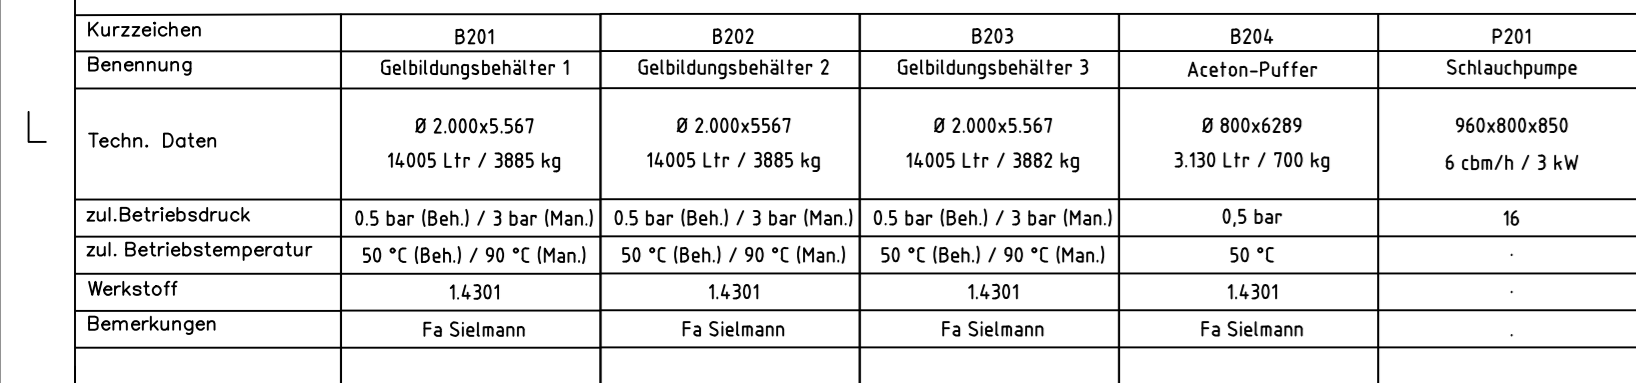 Kurzzeichen B201 B202 B203 B204 P201
Benennung Gelbildungsbehälter 1 Gelbildungsbehälter 2 Gelbildungsbehälter 3 Aceton-Puffer Schlauchpumpe
Techn. Daten
Ø 2.000x5.567 Ø 2.000x5567 Ø 2.000x5.567 Ø 800x6289 960x800x850
14005 Ltr / 3885 kg 14005 Ltr / 3885 kg 14005 Ltr / 3882 kg 3.130 Ltr / 700 kg 6 cbm/h / 3 kW
zul.Betriebsdruck 0.5 bar (Beh.) / 3 bar (Man.) 0.5 bar (Beh.) / 3 bar (Man.) 0.5 bar (Beh.) / 3 bar (Man.) 0,5 bar 16
zul. Betriebstemperatur 50 °C (Beh.) / 90 °C (Man.) 50 °C (Beh.) / 90 °C (Man.) 50 °C (Beh.) / 90 °C (Man.) 50 °C .
Werkstoff 1.4301 1.4301 1.4301 1.4301 .
Bemerkungen Fa Sielmann Fa Sielmann Fa Sielmann Fa Sielmann .